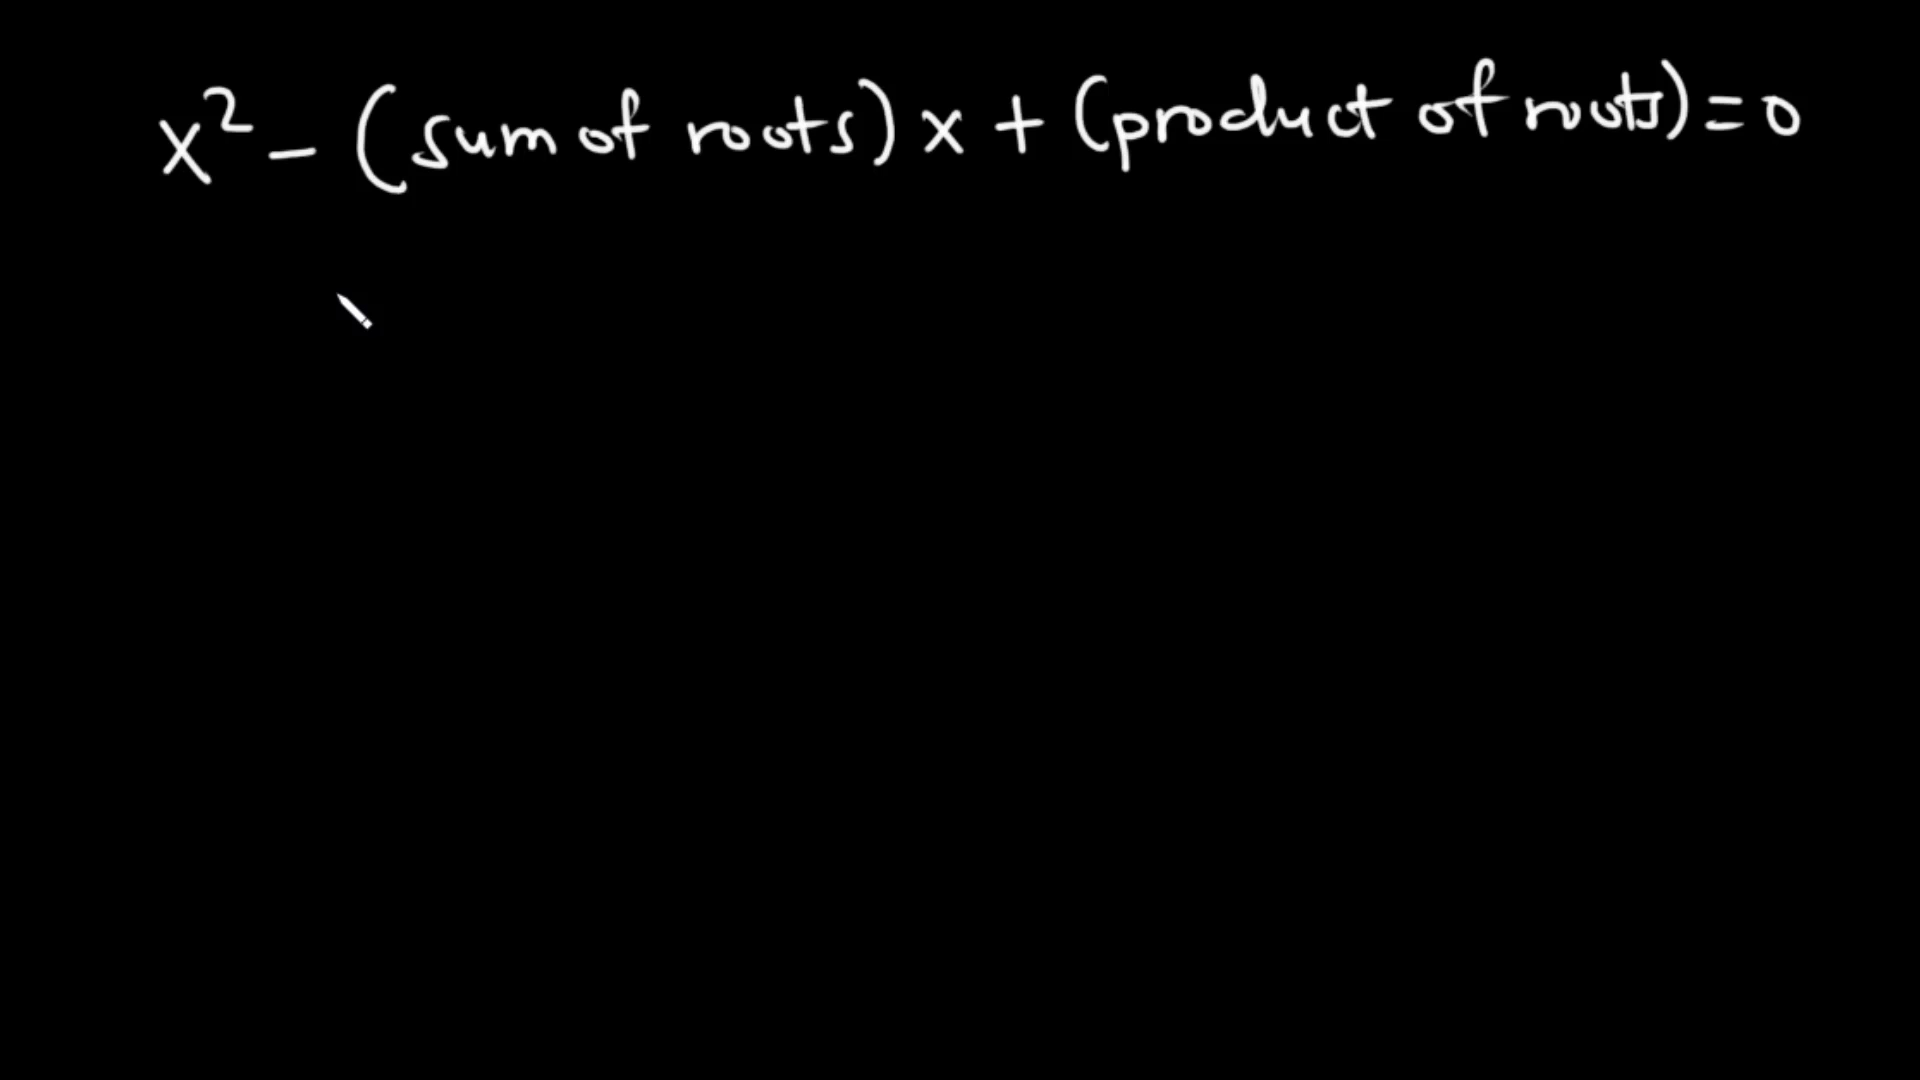 x² - (sum of roots) x + (product of roots) = 0